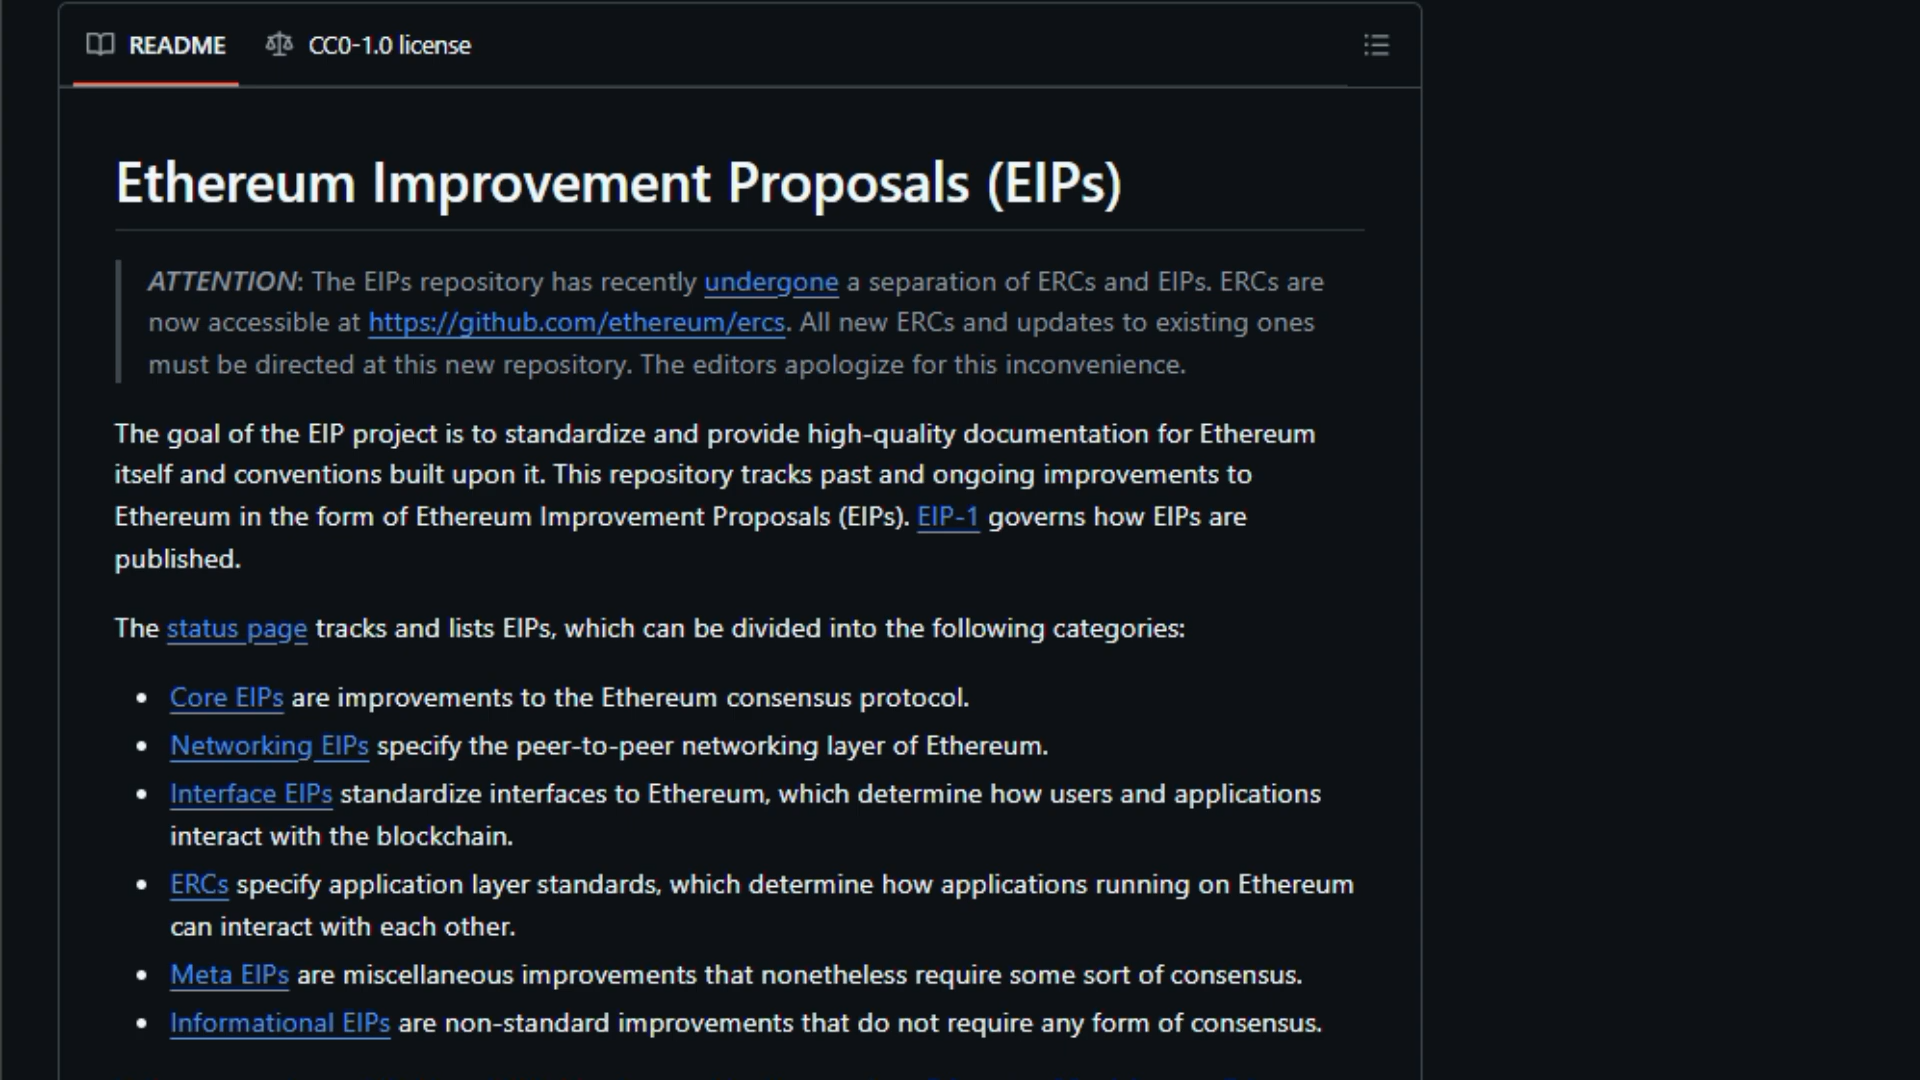 README
CC0-1.0 license
Ethereum Improvement Proposals (EIPs)
ATTENTION: The EIPs repository has recently undergone a separation of ERCs and EIPs. ERCs are
now accessible at https://github.com/ethereum/ercs. All new ERCs and updates to existing ones
must be directed at this new repository. The editors apologize for this inconvenience.
The goal of the EIP project is to standardize and provide high-quality documentation for Ethereum
itself and conventions built upon it. This repository tracks past and ongoing improvements to
Ethereum in the form of Ethereum Improvement Proposals (EIPs). EIP-1 governs how EIPs are
published.
The status page tracks and lists EIPs, which can be divided into the following categories:
• Core EIPs are improvements to the Ethereum consensus protocol.
• Networking EIPs specify the peer-to-peer networking layer of Ethereum.
• Interface EIPs standardize interfaces to Ethereum, which determine how users and applications
interact with the blockchain.
• ERCs specify application layer standards, which determine how applications running on Ethereum
can interact with each other.
• Meta EIPs are miscellaneous improvements that nonetheless require some sort of consensus.
• Informational EIPs are non-standard improvements that do not require any form of consensus.